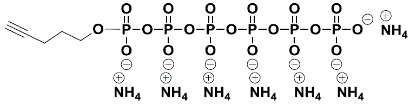 O O O O O O
O P O P O P O P O P O P O ⊖ ⊕ NH₄
O O O O O O
⊖ ⊖ ⊖ ⊖ ⊖ ⊖
⊕ ⊕ ⊕ ⊕ ⊕ ⊕
NH₄ NH₄ NH₄ NH₄ NH₄ NH₄